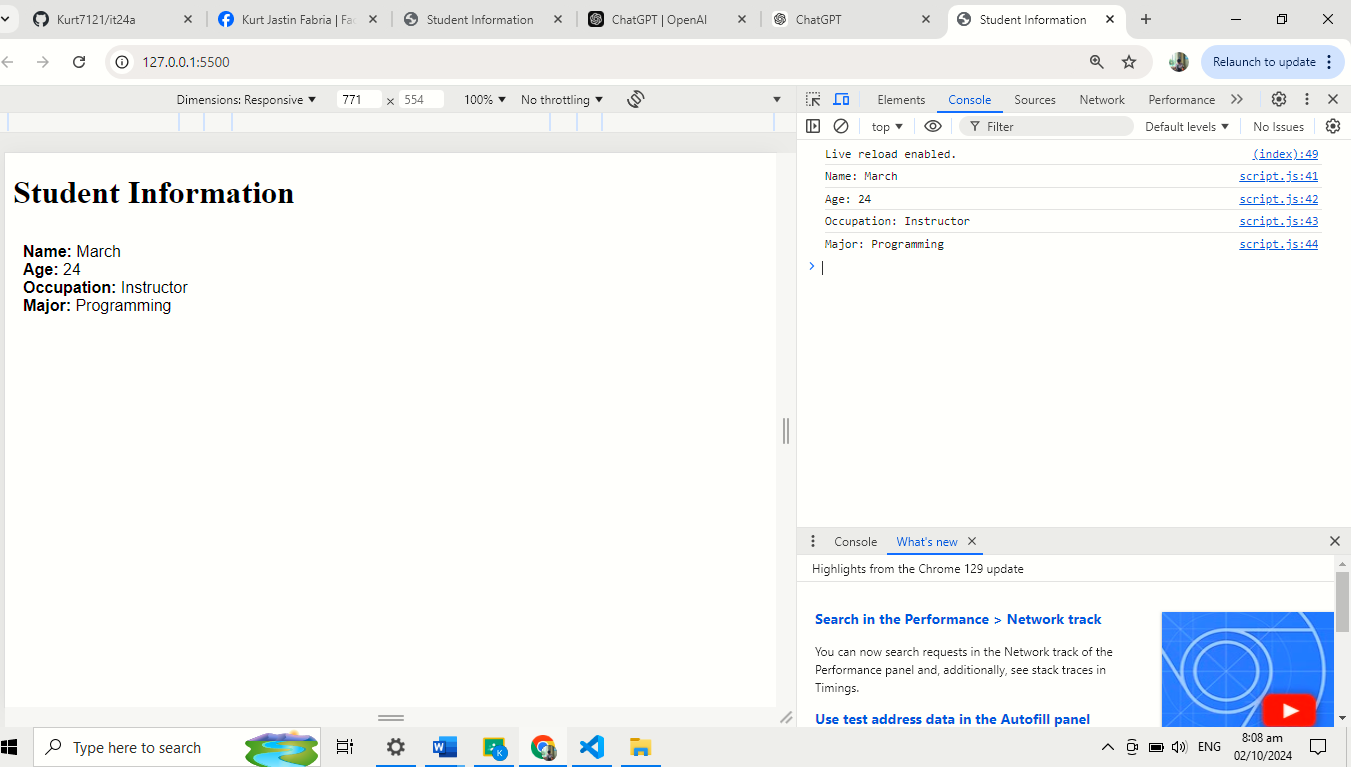 Kurt7121/it24a
Kurt Jastin Fabria | Fac
Student Information
ChatGPT | OpenAI
ChatGPT
Student Information
127.0.0.1:5500
Relaunch to update
Dimensions: Responsive
771 × 554
100%
No throttling
Elements
Console
Sources
Network
Performance
top
Filter
Default levels
No Issues
Student Information
Name: March
Age: 24
Occupation: Instructor
Major: Programming
Live reload enabled. (index):49
Name: March script.js:41
Age: 24 script.js:42
Occupation: Instructor script.js:43
Major: Programming script.js:44
Console
What's new
Highlights from the Chrome 129 update
Search in the Performance > Network track
You can now search requests in the Network track of the
Performance panel and, additionally, see stack traces in
Timings.
Use test address data in the Autofill panel
Type here to search
ENG
8:08 am
02/10/2024